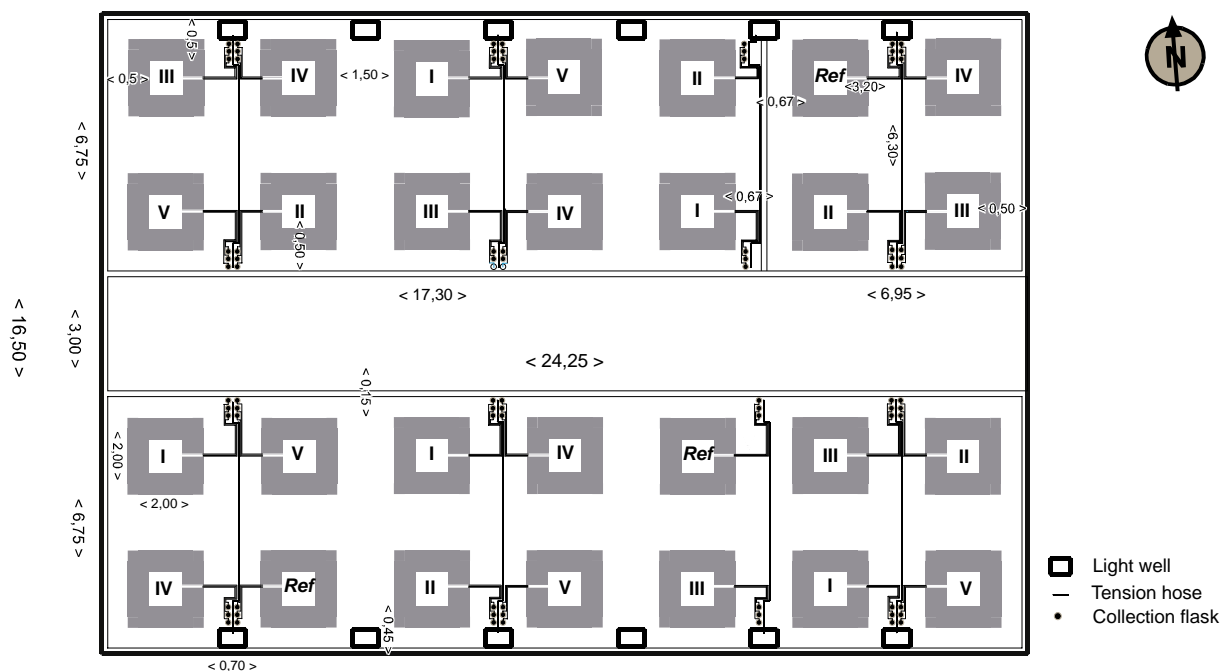 < 0,5 >
III
IV
I
V
II
Ref
IV
< 0,5 >
< 1,50 >
<3,20>
< 0,67 >
< 6,75 >
<6,30>
V
II
III
IV
I
II
III
< 0,67 >
< 0,50 >
< 0,50 >
< 17,30 >
< 6,95 >
< 16,50 >
< 3,00 >
< 24,25 >
< 0,15 >
I
V
I
IV
Ref
III
II
< 2,00 >
< 2,00 >
< 6,75 >
IV
Ref
II
V
III
I
V
< 0,45 >
< 0,70 >
N
Light well
Tension hose
Collection flask